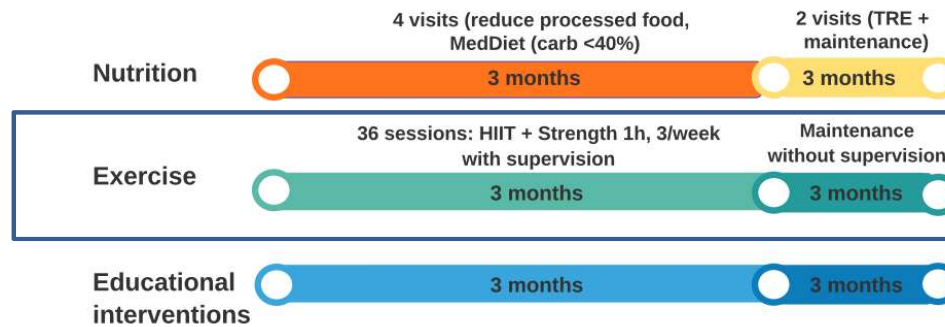 4 visits (reduce processed food,
MedDiet (carb <40%)
2 visits (TRE +
maintenance)
Nutrition
3 months
3 months
36 sessions: HIIT + Strength 1h, 3/week
with supervision
Maintenance
without supervision
Exercise
3 months
3 months
Educational
interventions
3 months
3 months